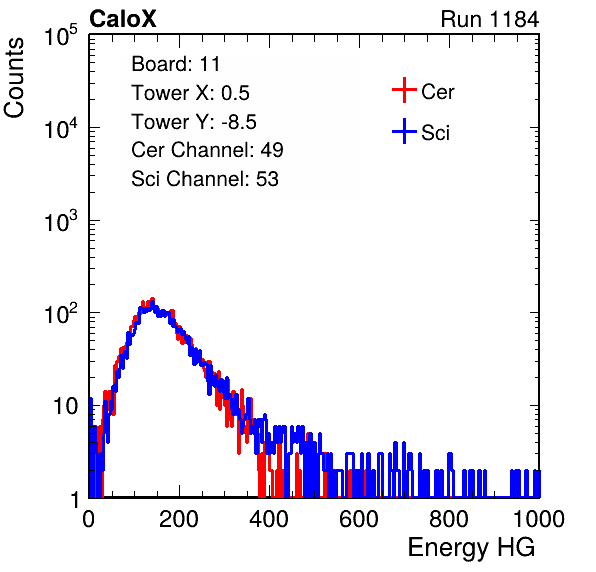 CaloX Run 1184
Counts
Board: 11
Tower X: 0.5
Tower Y: -8.5
Cer Channel: 49
Sci Channel: 53
Cer
Sci
10^5
10^4
10^3
10^2
10
1
0 200 400 600 800 1000
Energy HG